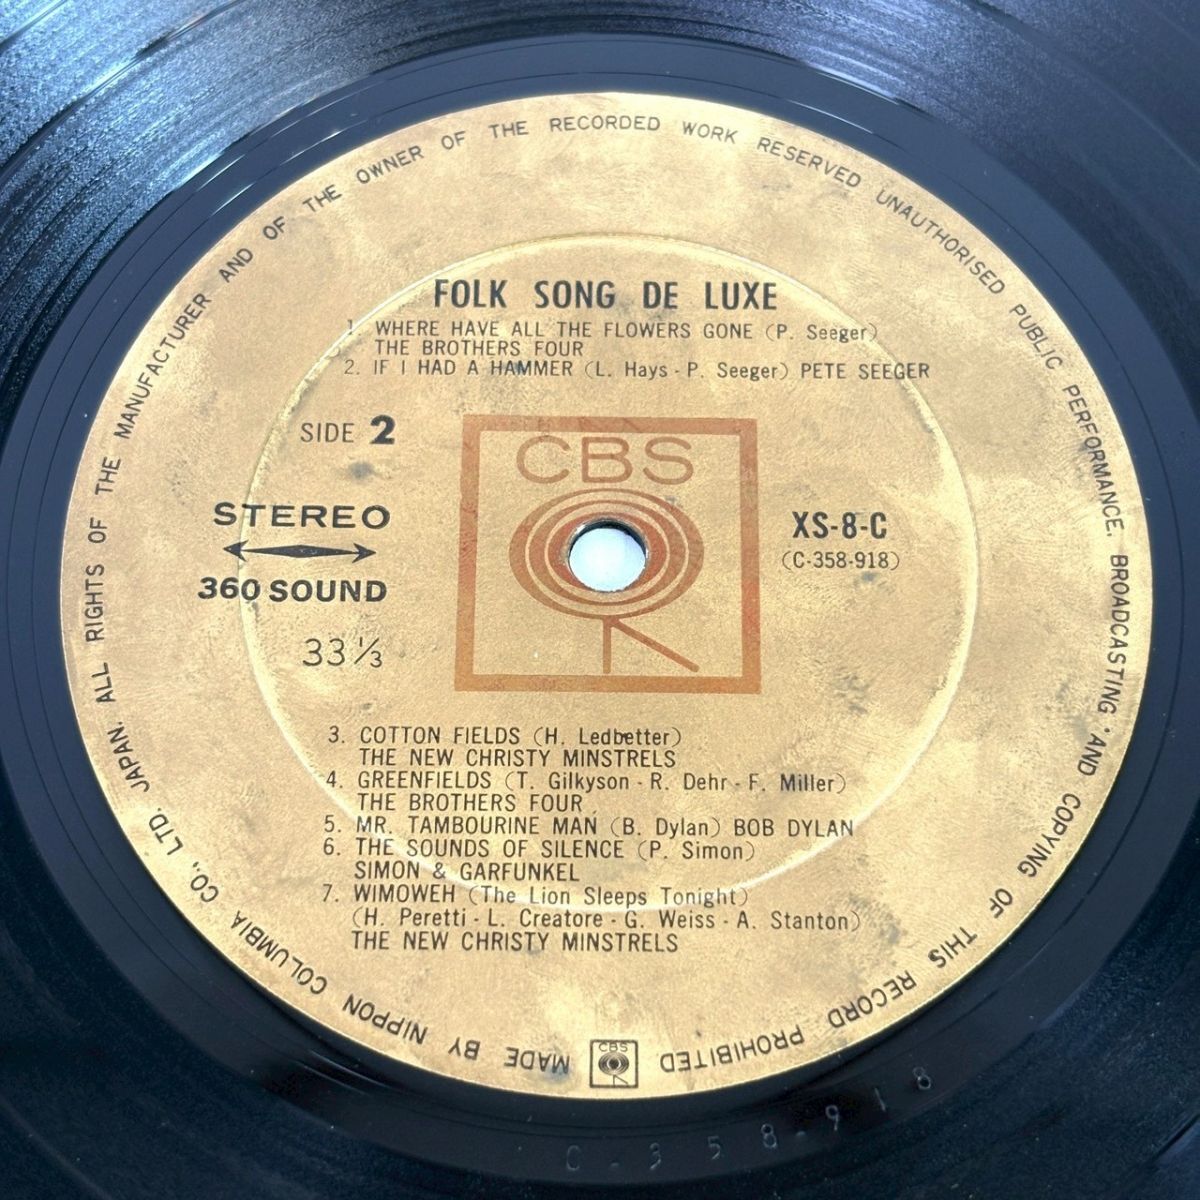 ALL RIGHTS OF THE MANUFACTURER AND OF THE OWNER OF THE RECORDED WORK RESERVED UNAUTHORISED PUBLIC PERFORMANCE, BROADCASTING AND COPYING OF THIS RECORD PROHIBITED
FOLK SONG DE LUXE
1. WHERE HAVE ALL THE FLOWERS GONE (P. Seeger)
THE BROTHERS FOUR
2. IF I HAD A HAMMER (L. Hays - P. Seeger) PETE SEEGER
SIDE 2
CBS
STEREO
360 SOUND
33 1/3
XS-8-C
(C-358-918)
3. COTTON FIELDS (H. Ledbetter)
THE NEW CHRISTY MINSTRELS
4. GREENFIELDS (T. Gilkyson - R. Dehr - F. Miller)
THE BROTHERS FOUR
5. MR. TAMBOURINE MAN (B. Dylan) BOB DYLAN
6. THE SOUNDS OF SILENCE (P. Simon)
SIMON & GARFUNKEL
7. WIMOWEH (The Lion Sleeps Tonight)
(H. Peretti - L. Creatore - G. Weiss - A. Stanton)
THE NEW CHRISTY MINSTRELS
CBS
MADE BY NIPPON COLUMBIA CO., LTD. JAPAN.
C-358-918